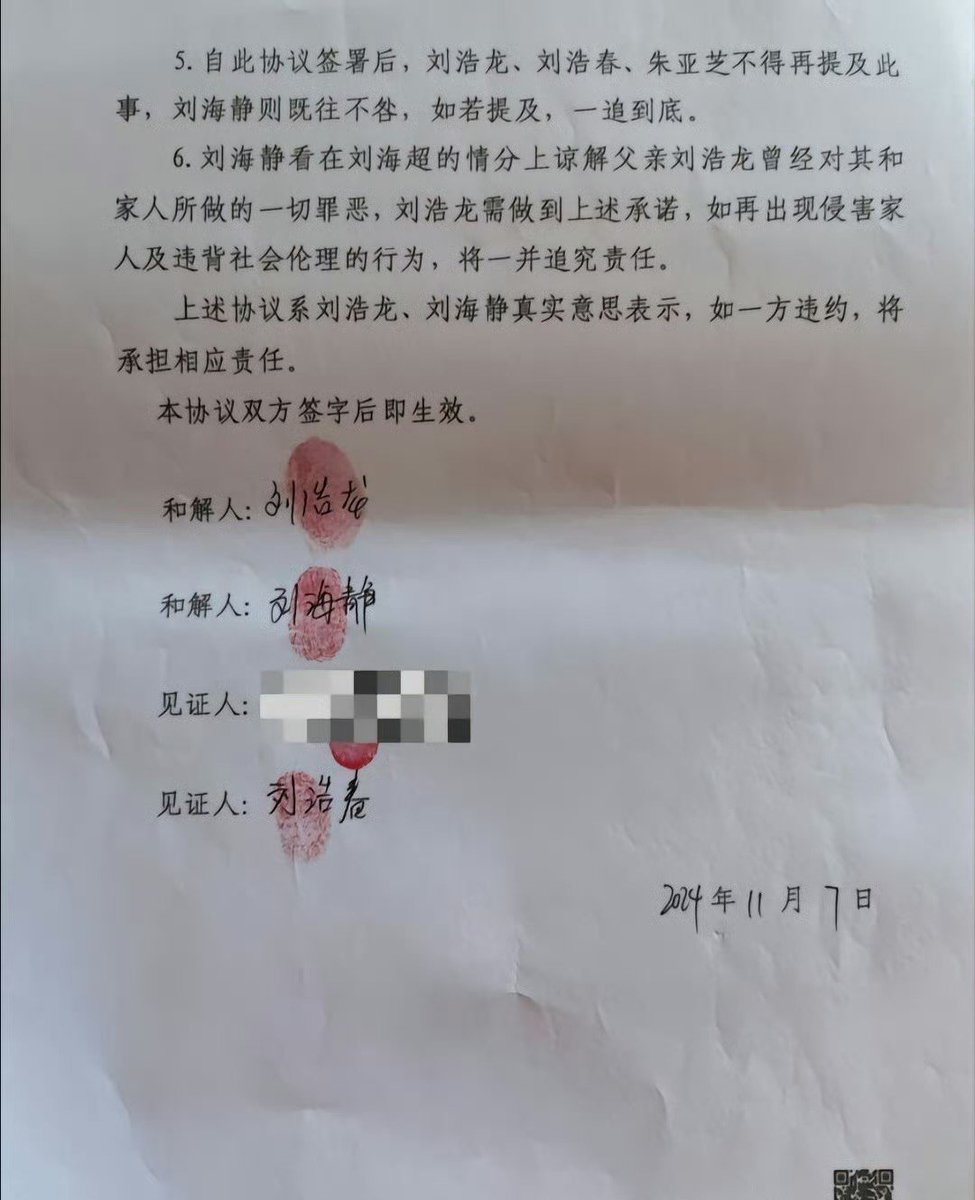 5. 自此协议签署后，刘浩龙、刘浩春、朱亚芝不得再提及此
事，刘海静则既往不咎，如若提及，一追到底。
6. 刘海静看在刘海超的情分上谅解父亲刘浩龙曾经对其和
家人所做的一切罪恶，刘浩龙需做到上述承诺，如再出现侵害家
人及违背社会伦理的行为，将一并追究责任。
上述协议系刘浩龙、刘海静真实意思表示，如一方违约，将
承担相应责任。
本协议双方签字后即生效。
和解人：刘浩龙
和解人：刘海静
见证人：
见证人：刘浩春
2024年11月7日